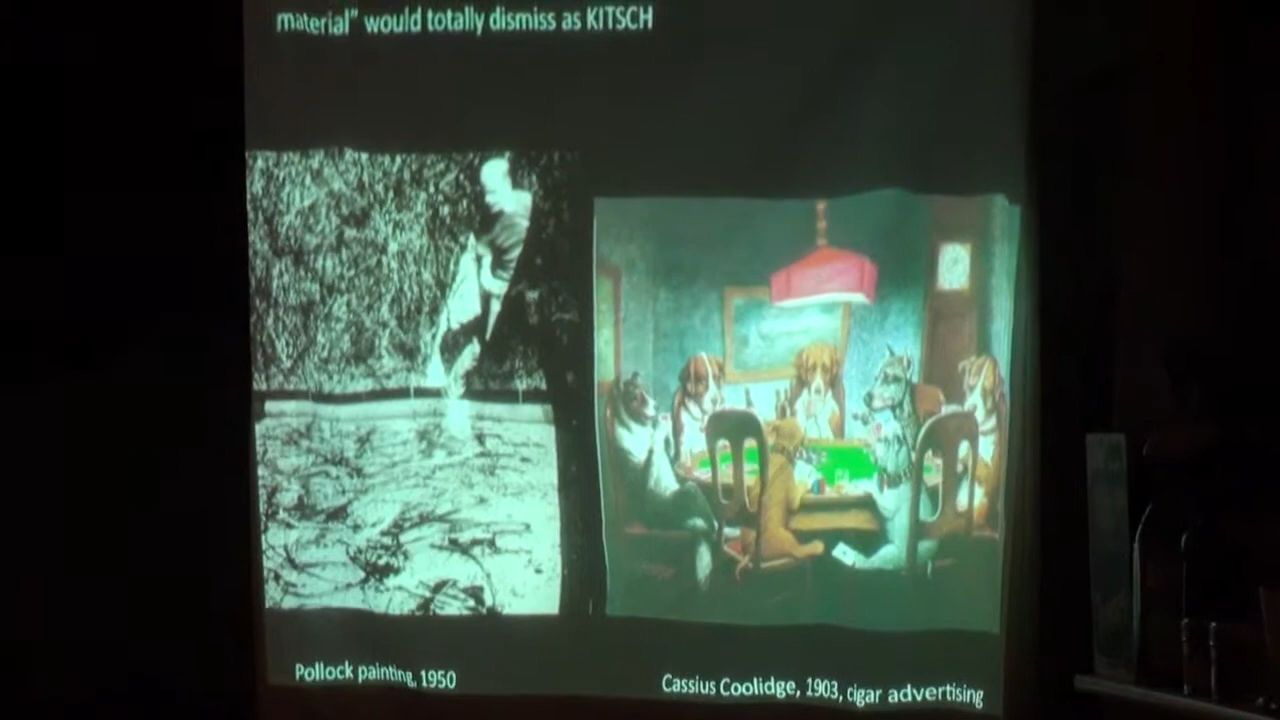 material” would totally dismiss as KITSCH
Pollock painting, 1950
Cassius Coolidge, 1903, cigar advertising